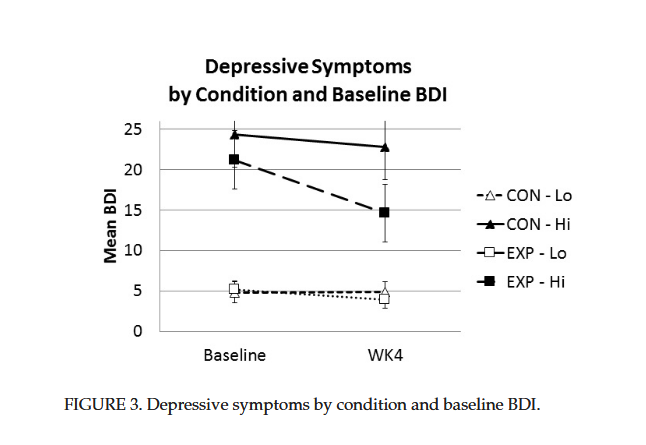 Depressive Symptoms
by Condition and Baseline BDI
25
20
15
10
5
0
Mean BDI
Baseline
WK4
CON - Lo
CON - Hi
EXP - Lo
EXP - Hi
FIGURE 3. Depressive symptoms by condition and baseline BDI.